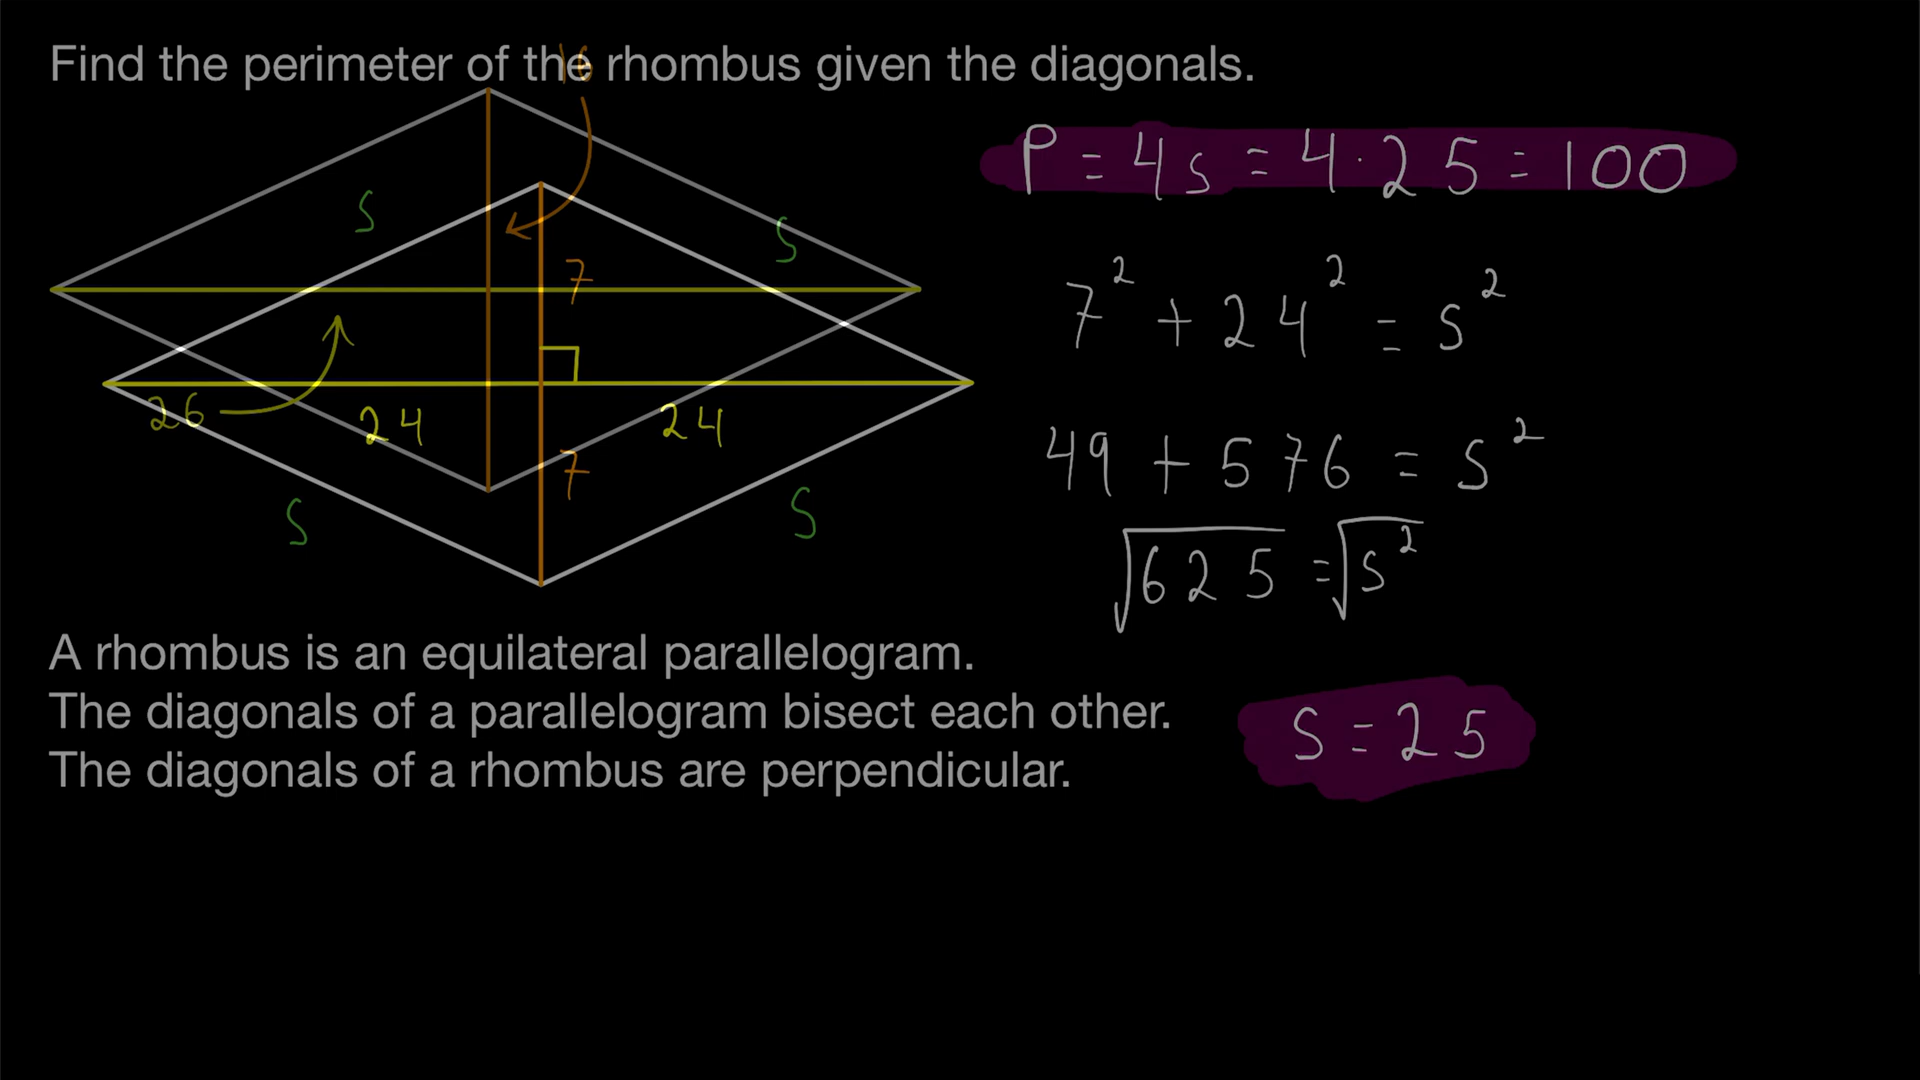 Find the perimeter of the rhombus given the diagonals.
16
P = 4s = 4·25 = 100
S
S
7
7² + 24² = s²
26
24
24
7
49 + 576 = s²
S
S
√625 = √s²
A rhombus is an equilateral parallelogram.
The diagonals of a parallelogram bisect each other.
The diagonals of a rhombus are perpendicular.
S = 25